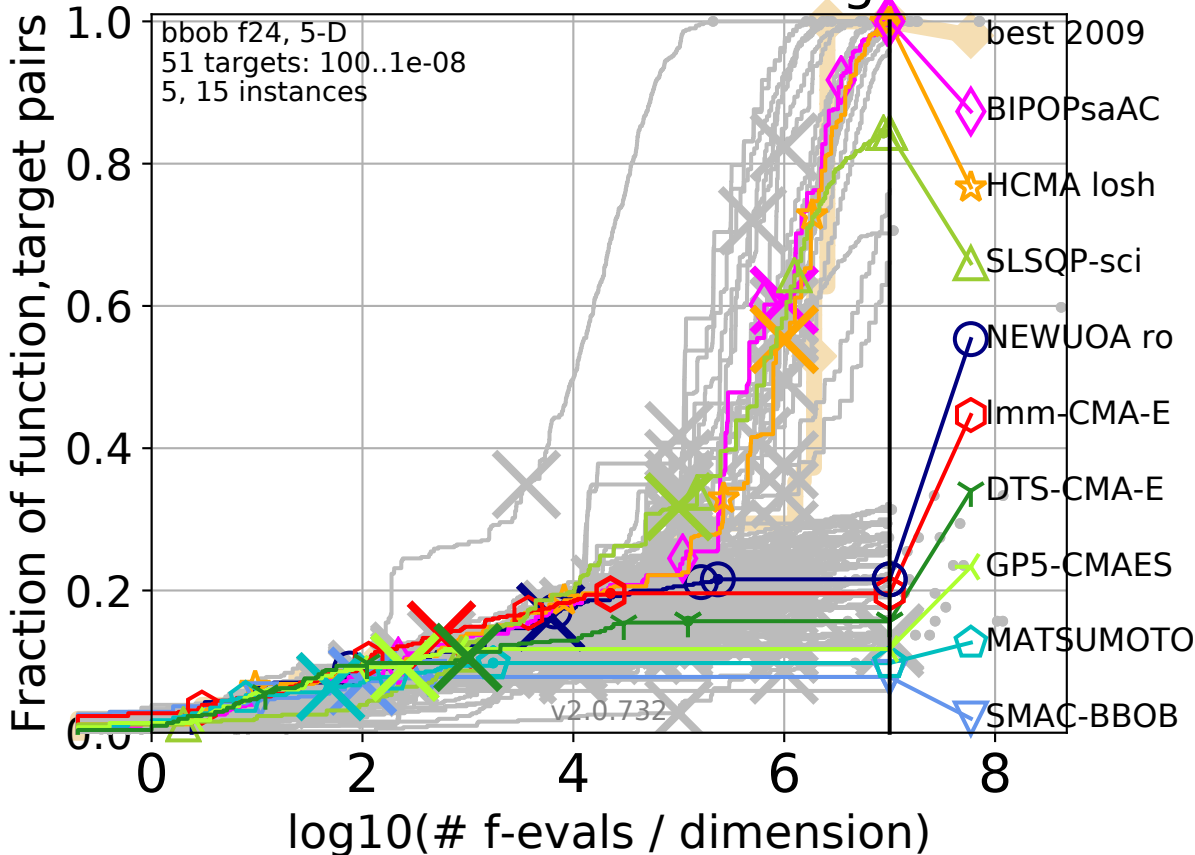 g
bbob f24, 5-D
51 targets: 100..1e-08
5, 15 instances
Fraction of function,target pairs
1.0
0.8
0.6
0.4
0.2
0.0
best 2009
BIPOPsaAC
HCMA losh
SLSQP-sci
NEWUOA ro
lmm-CMA-E
DTS-CMA-E
GP5-CMAES
MATSUMOTO
SMAC-BBOB
v2.0.732
0 2 4 6 8
log10(# f-evals / dimension)